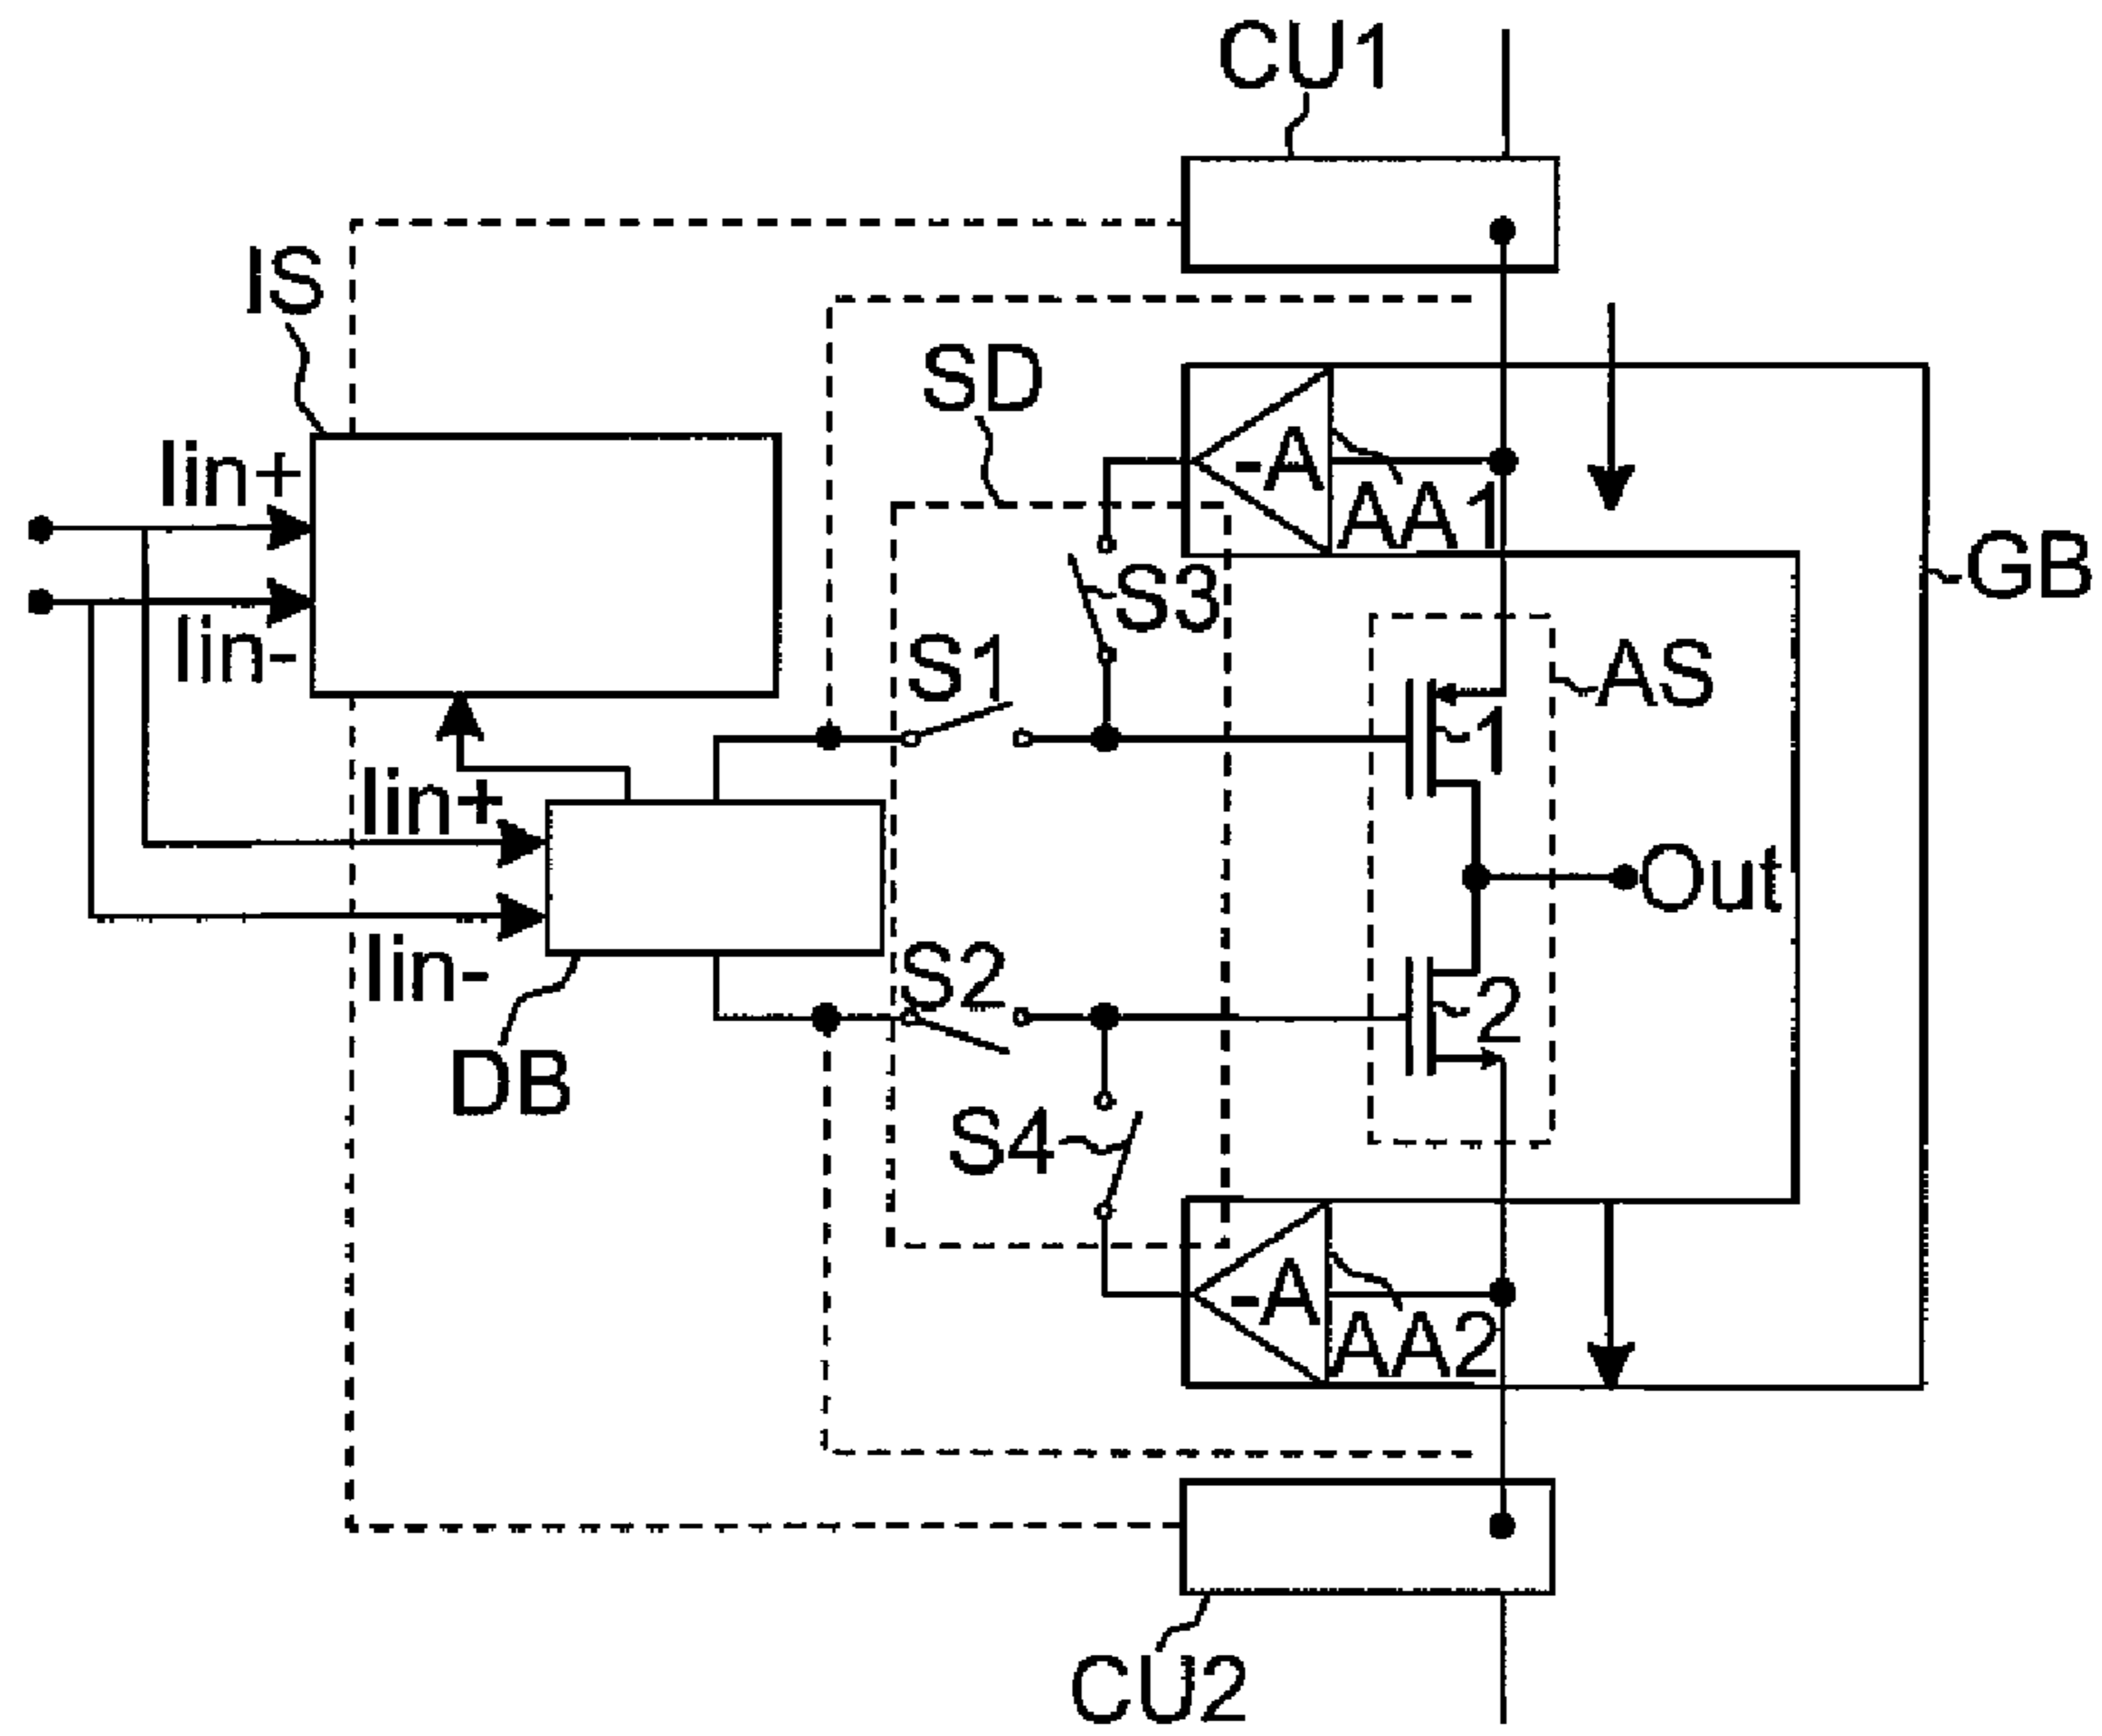 CU1
IS
SD
Iin+
-A
AA1
GB
S3
Iin-
S1
AS
1
Iin+
Out
Iin-
S2
2
DB
S4
-A
AA2
CU2